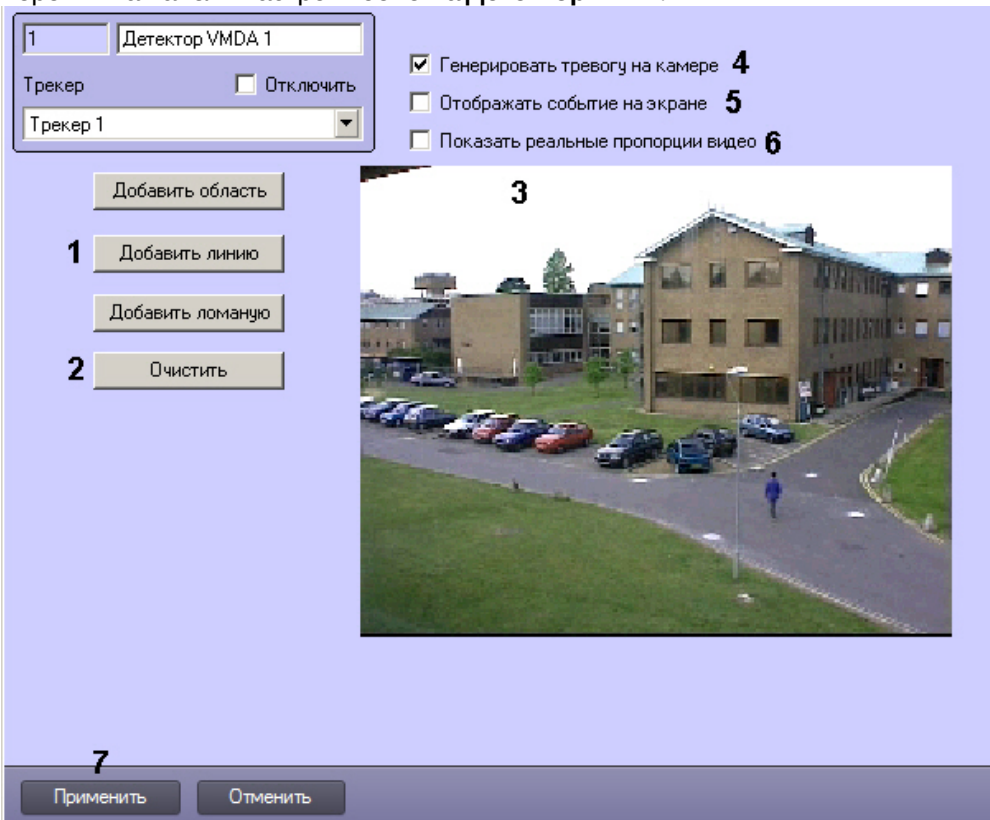 1 Детектор VMDA 1
Трекер Отключить
Трекер 1
Генерировать тревогу на камере 4
Отображать событие на экране 5
Показать реальные пропорции видео 6
Добавить область
3
1 Добавить линию
Добавить ломаную
2 Очистить
7
Применить Отменить